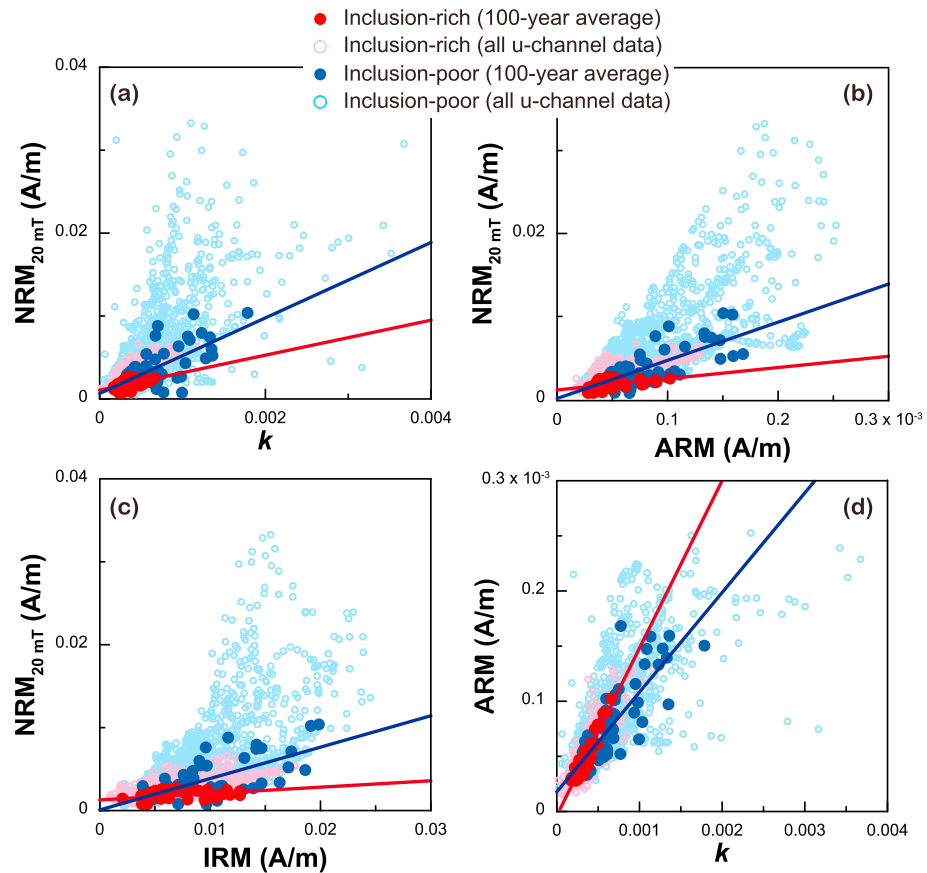 Inclusion-rich (100-year average)
Inclusion-rich (all u-channel data)
Inclusion-poor (100-year average)
Inclusion-poor (all u-channel data)
(a)
0.04
0.02
0
NRM20 mT (A/m)
0
0.002
0.004
k
(b)
0.04
0.02
0
NRM20 mT (A/m)
0
0.1
0.3 x 10-3
ARM (A/m)
(c)
0.04
0.02
0
NRM20 mT (A/m)
0
0.01
0.02
0.03
IRM (A/m)
(d)
0.3 x 10-3
0.2
0.1
0
ARM (A/m)
0
0.001
0.002
0.003
0.004
k